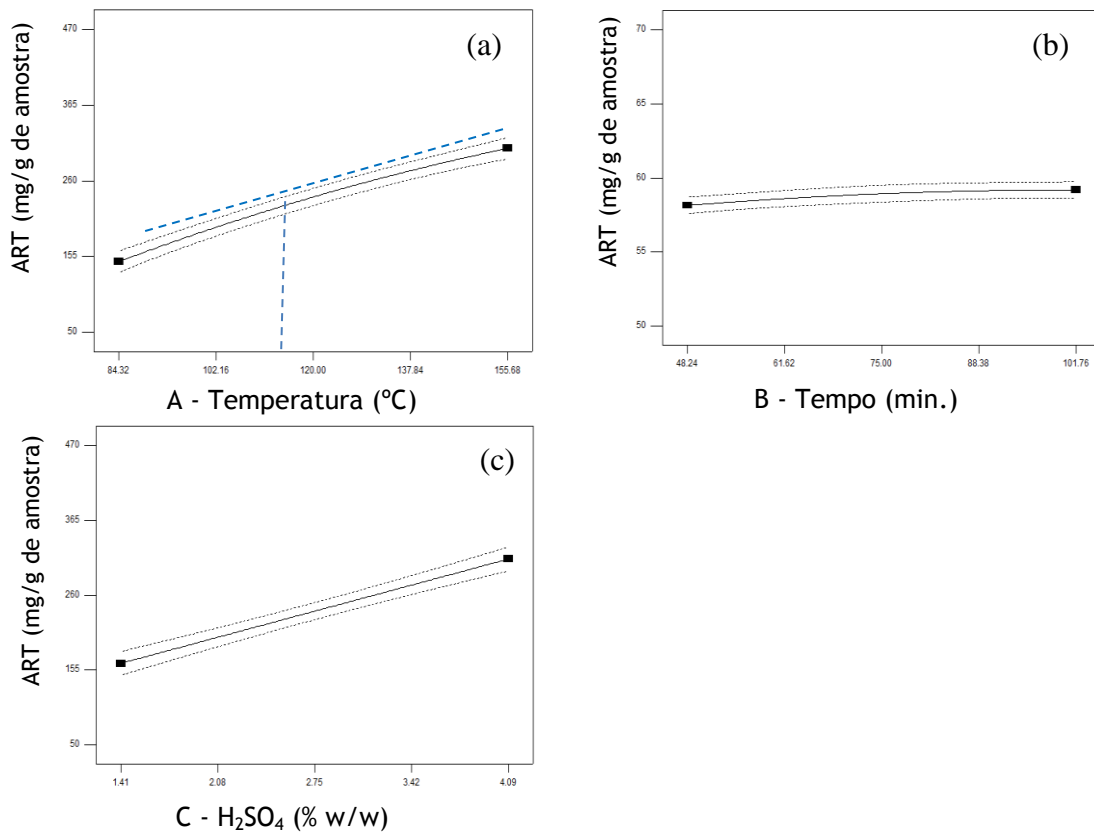 (a)
ART (mg/g de amostra)
470
365
260
155
50
84.32 102.16 120.00 137.84 155.68
A - Temperatura (ºC)
(b)
ART (mg/g de amostra)
70
65
60
55
50
48.24 61.62 75.00 88.38 101.76
B - Tempo (min.)
(c)
ART (mg/g de amostra)
470
365
260
155
50
1.41 2.08 2.75 3.42 4.09
C - H₂SO₄ (% w/w)